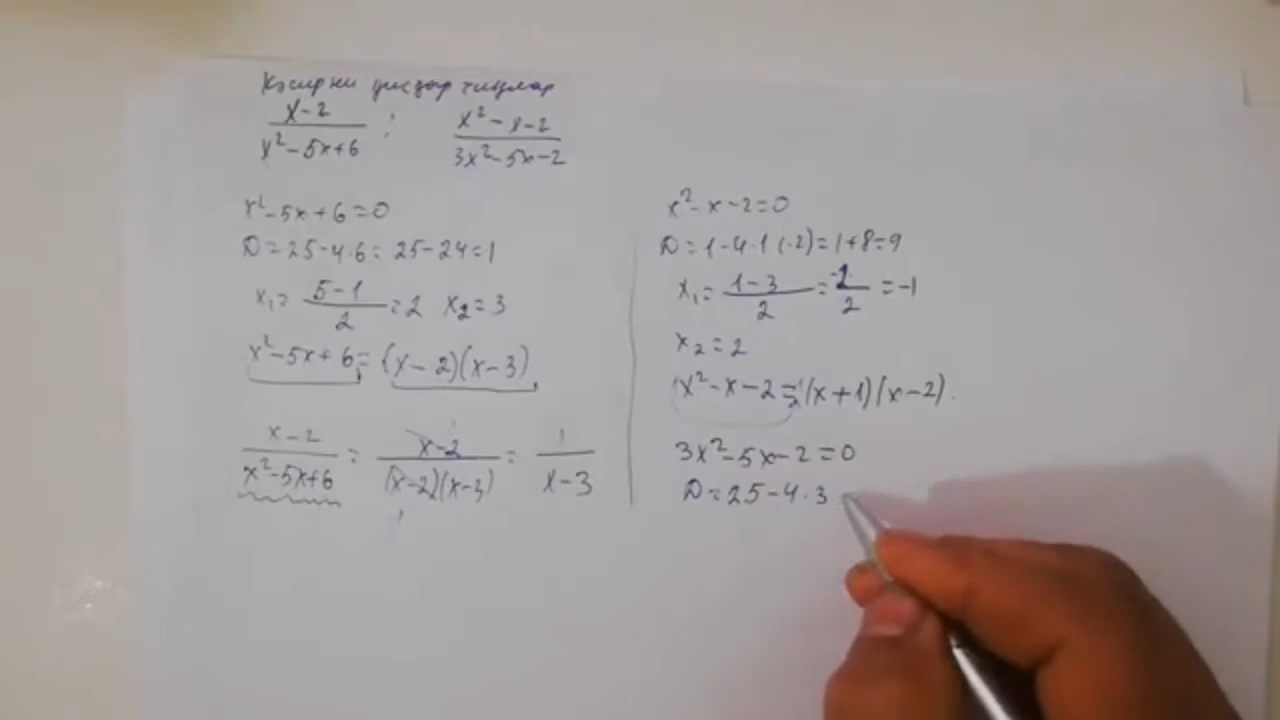 Кэсирни қисқартиңлар
x-2/x²-5x+6 ; x²-x-2/3x²-5x-2
x²-5x+6=0
D=25-4·6=25-24=1
x₁=5-1/2=2 x₂=3
x²-5x+6=(x-2)(x-3)
x-2/x²-5x+6=x-2/(x-2)(x-3)=1/x-3
x²-x-2=0
D=1-4·1(-2)=1+8=9
x₁=1-3/2=-2/2=-1
x₂=2
x²-x-2=(x+1)(x-2).
3x²-5x-2=0
D=25-4·3